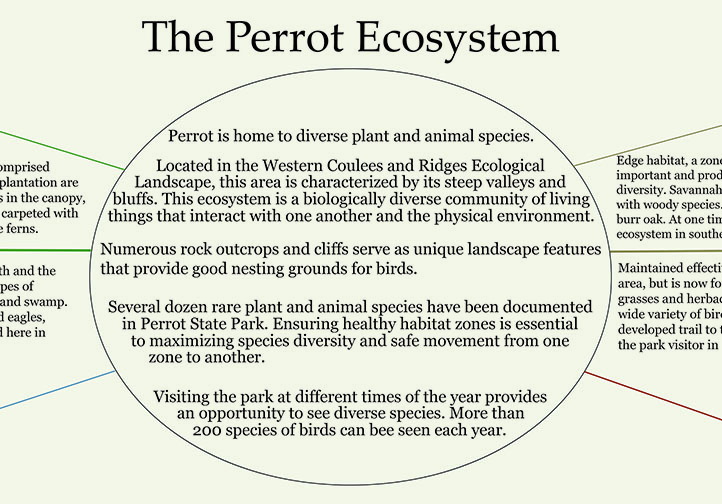 The Perrot Ecosystem
Perrot is home to diverse plant and animal species.
Located in the Western Coulees and Ridges Ecological
Landscape, this area is characterized by its steep valleys and
bluffs. This ecosystem is a biologically diverse community of living
things that interact with one another and the physical environment.
Numerous rock outcrops and cliffs serve as unique landscape features
that provide good nesting grounds for birds.
Several dozen rare plant and animal species have been documented
in Perrot State Park. Ensuring healthy habitat zones is essential
to maximizing species diversity and safe movement from one
zone to another.
Visiting the park at different times of the year provides
an opportunity to see diverse species. More than
200 species of birds can bee seen each year.
omprised
plantation are
s in the canopy,
carpeted with
e ferns.
th and the
pes of
and swamp.
d eagles,
d here in
Edge habitat, a zon
important and prod
diversity. Savannah
with woody species.
burr oak. At one tim
ecosystem in southe
Maintained effecti
area, but is now fo
grasses and herbac
wide variety of bir
developed trail to t
the park visitor in